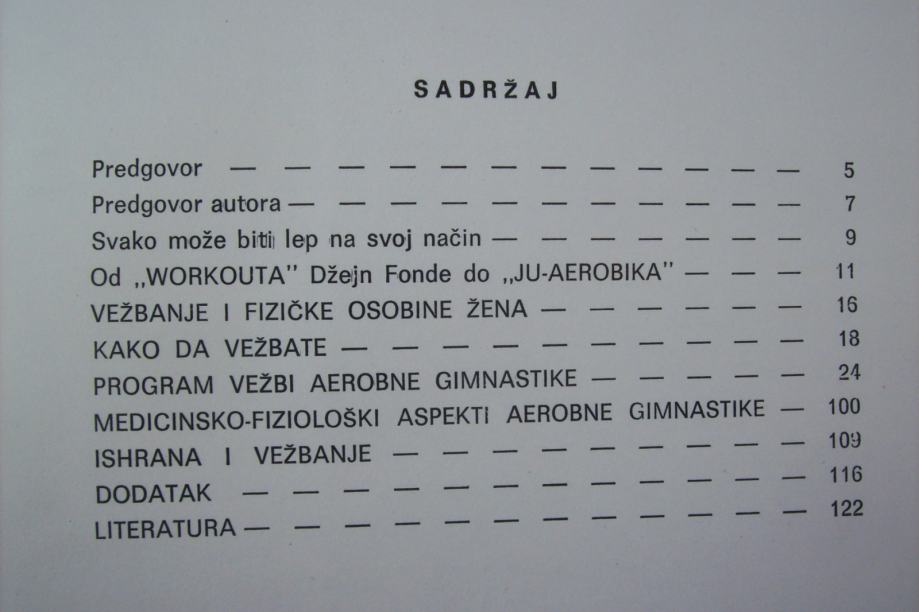 SADRŽAJ
Predgovor — — — — — — — — — — — 5
Predgovor autora — — — — — — — — — — 7
Svako može biti lep na svoj način — — — — — — 9
Od „WORKOUTA” Džejn Fonde do „JU-AEROBIKA” — — — 11
VEŽBANJE I FIZIČKE OSOBINE ŽENA — — — — — 16
KAKO DA VEŽBATE — — — — — — — — — 18
PROGRAM VEŽBI AEROBNE GIMNASTIKE — — — — 24
MEDICINSKO-FIZIOLOŠKI ASPEKTI AEROBNE GIMNASTIKE — 100
ISHRANA I VEŽBANJE — — — — — — — — 109
DODATAK — — — — — — — — — — — 116
LITERATURA — — — — — — — — — — — 122